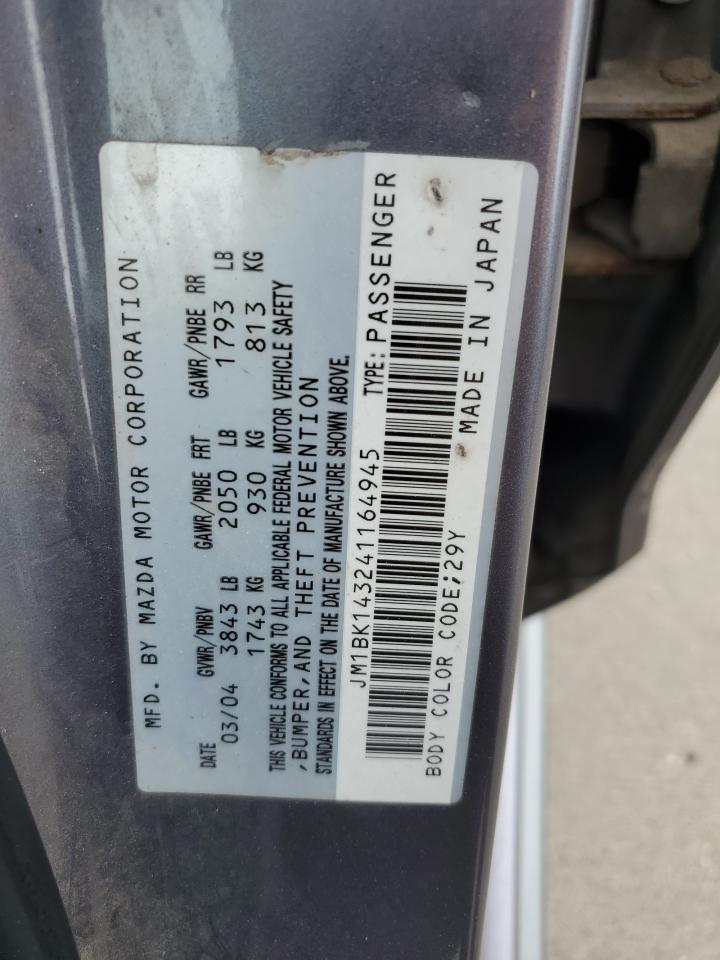 MFD. BY MAZDA MOTOR CORPORATION
DATE GVWR/PNBV GAWR/PNBE FRT GAWR/PNBE RR
03/04 3843 LB 2050 LB 1793 LB
1743 KG 930 KG 813 KG
THIS VEHICLE CONFORMS TO ALL APPLICABLE FEDERAL MOTOR VEHICLE SAFETY
,BUMPER,AND THEFT PREVENTION
STANDARDS IN EFFECT ON THE DATE OF MANUFACTURE SHOWN ABOVE.
JM1BK143241164945 TYPE: PASSENGER
BODY COLOR CODE;29Y
MADE IN JAPAN